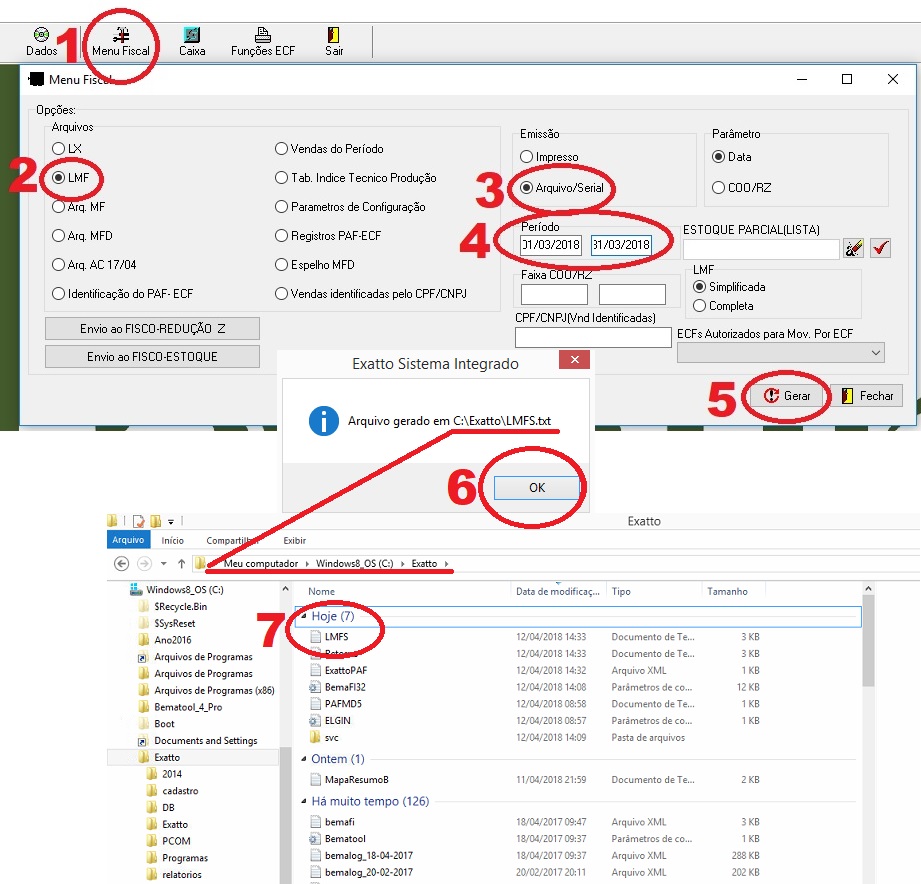 1
Dados
Menu Fiscal
Caixa
Funções ECF
Sair
Menu Fiscal
Opções:
Arquivos
LX
Vendas do Período
2
LMF
Tab. Indice Tecnico Produção
Arq. MF
Parametros de Configuração
Arq. MFD
Registros PAF-ECF
Arq. AC 17/04
Espelho MFD
Identificação do PAF- ECF
Vendas identificadas pelo CPF/CNPJ
Envio ao FISCO-REDUÇÃO Z
Envio ao FISCO-ESTOQUE
Emissão
Impresso
3
Arquivo/Serial
Parâmetro
Data
COO/RZ
4
Período
01/03/2018
31/03/2018
ESTOQUE PARCIAL(LISTA)
Faixa COO/RZ
LMF
Simplificada
Completa
CPF/CNPJ(Vnd Identificadas)
ECFs Autorizados para Mov. Por ECF
5
Gerar
Fechar
Exatto Sistema Integrado
Arquivo gerado em C:\Exatto\LMFS.txt
6
OK
Exatto
Arquivo
Início
Compartilhar
Exibir
Meu computador
Windows8_OS (C:)
Exatto
Windows8_OS (C:)
$Recycle.Bin
$SysReset
Ano2016
Arquivos de Programas
Arquivos de Programas
Arquivos de Programas (x86)
Bematool_4_Pro
Boot
Documents and Settings
Exatto
2014
cadastro
DB
Exatto
PCOM
Programas
relatorios
Nome Data de modificaç... Tipo Tamanho
7
Hoje (7)
LMFS 12/04/2018 14:33 Documento de Te... 3 KB
12/04/2018 14:33 Documento de Te... 3 KB
ExattoPAF 12/04/2018 14:32 Arquivo XML 1 KB
BemaFI32 12/04/2018 14:08 Parâmetros de co... 12 KB
PAFMD5 12/04/2018 08:58 Documento de Te... 1 KB
ELGIN 12/04/2018 08:57 Parâmetros de co... 1 KB
svc 12/04/2018 14:09 Pasta de arquivos
Ontem (1)
MapaResumoB 11/04/2018 21:59 Documento de Te... 2 KB
Há muito tempo (126)
bemafi 18/04/2017 09:47 Arquivo XML 3 KB
Bematool 18/04/2017 09:37 Parâmetros de co... 1 KB
bemalog_18-04-2017 18/04/2017 09:37 Arquivo XML 288 KB
bemalog_20-02-2017 20/02/2017 20:11 Arquivo XML 202 KB